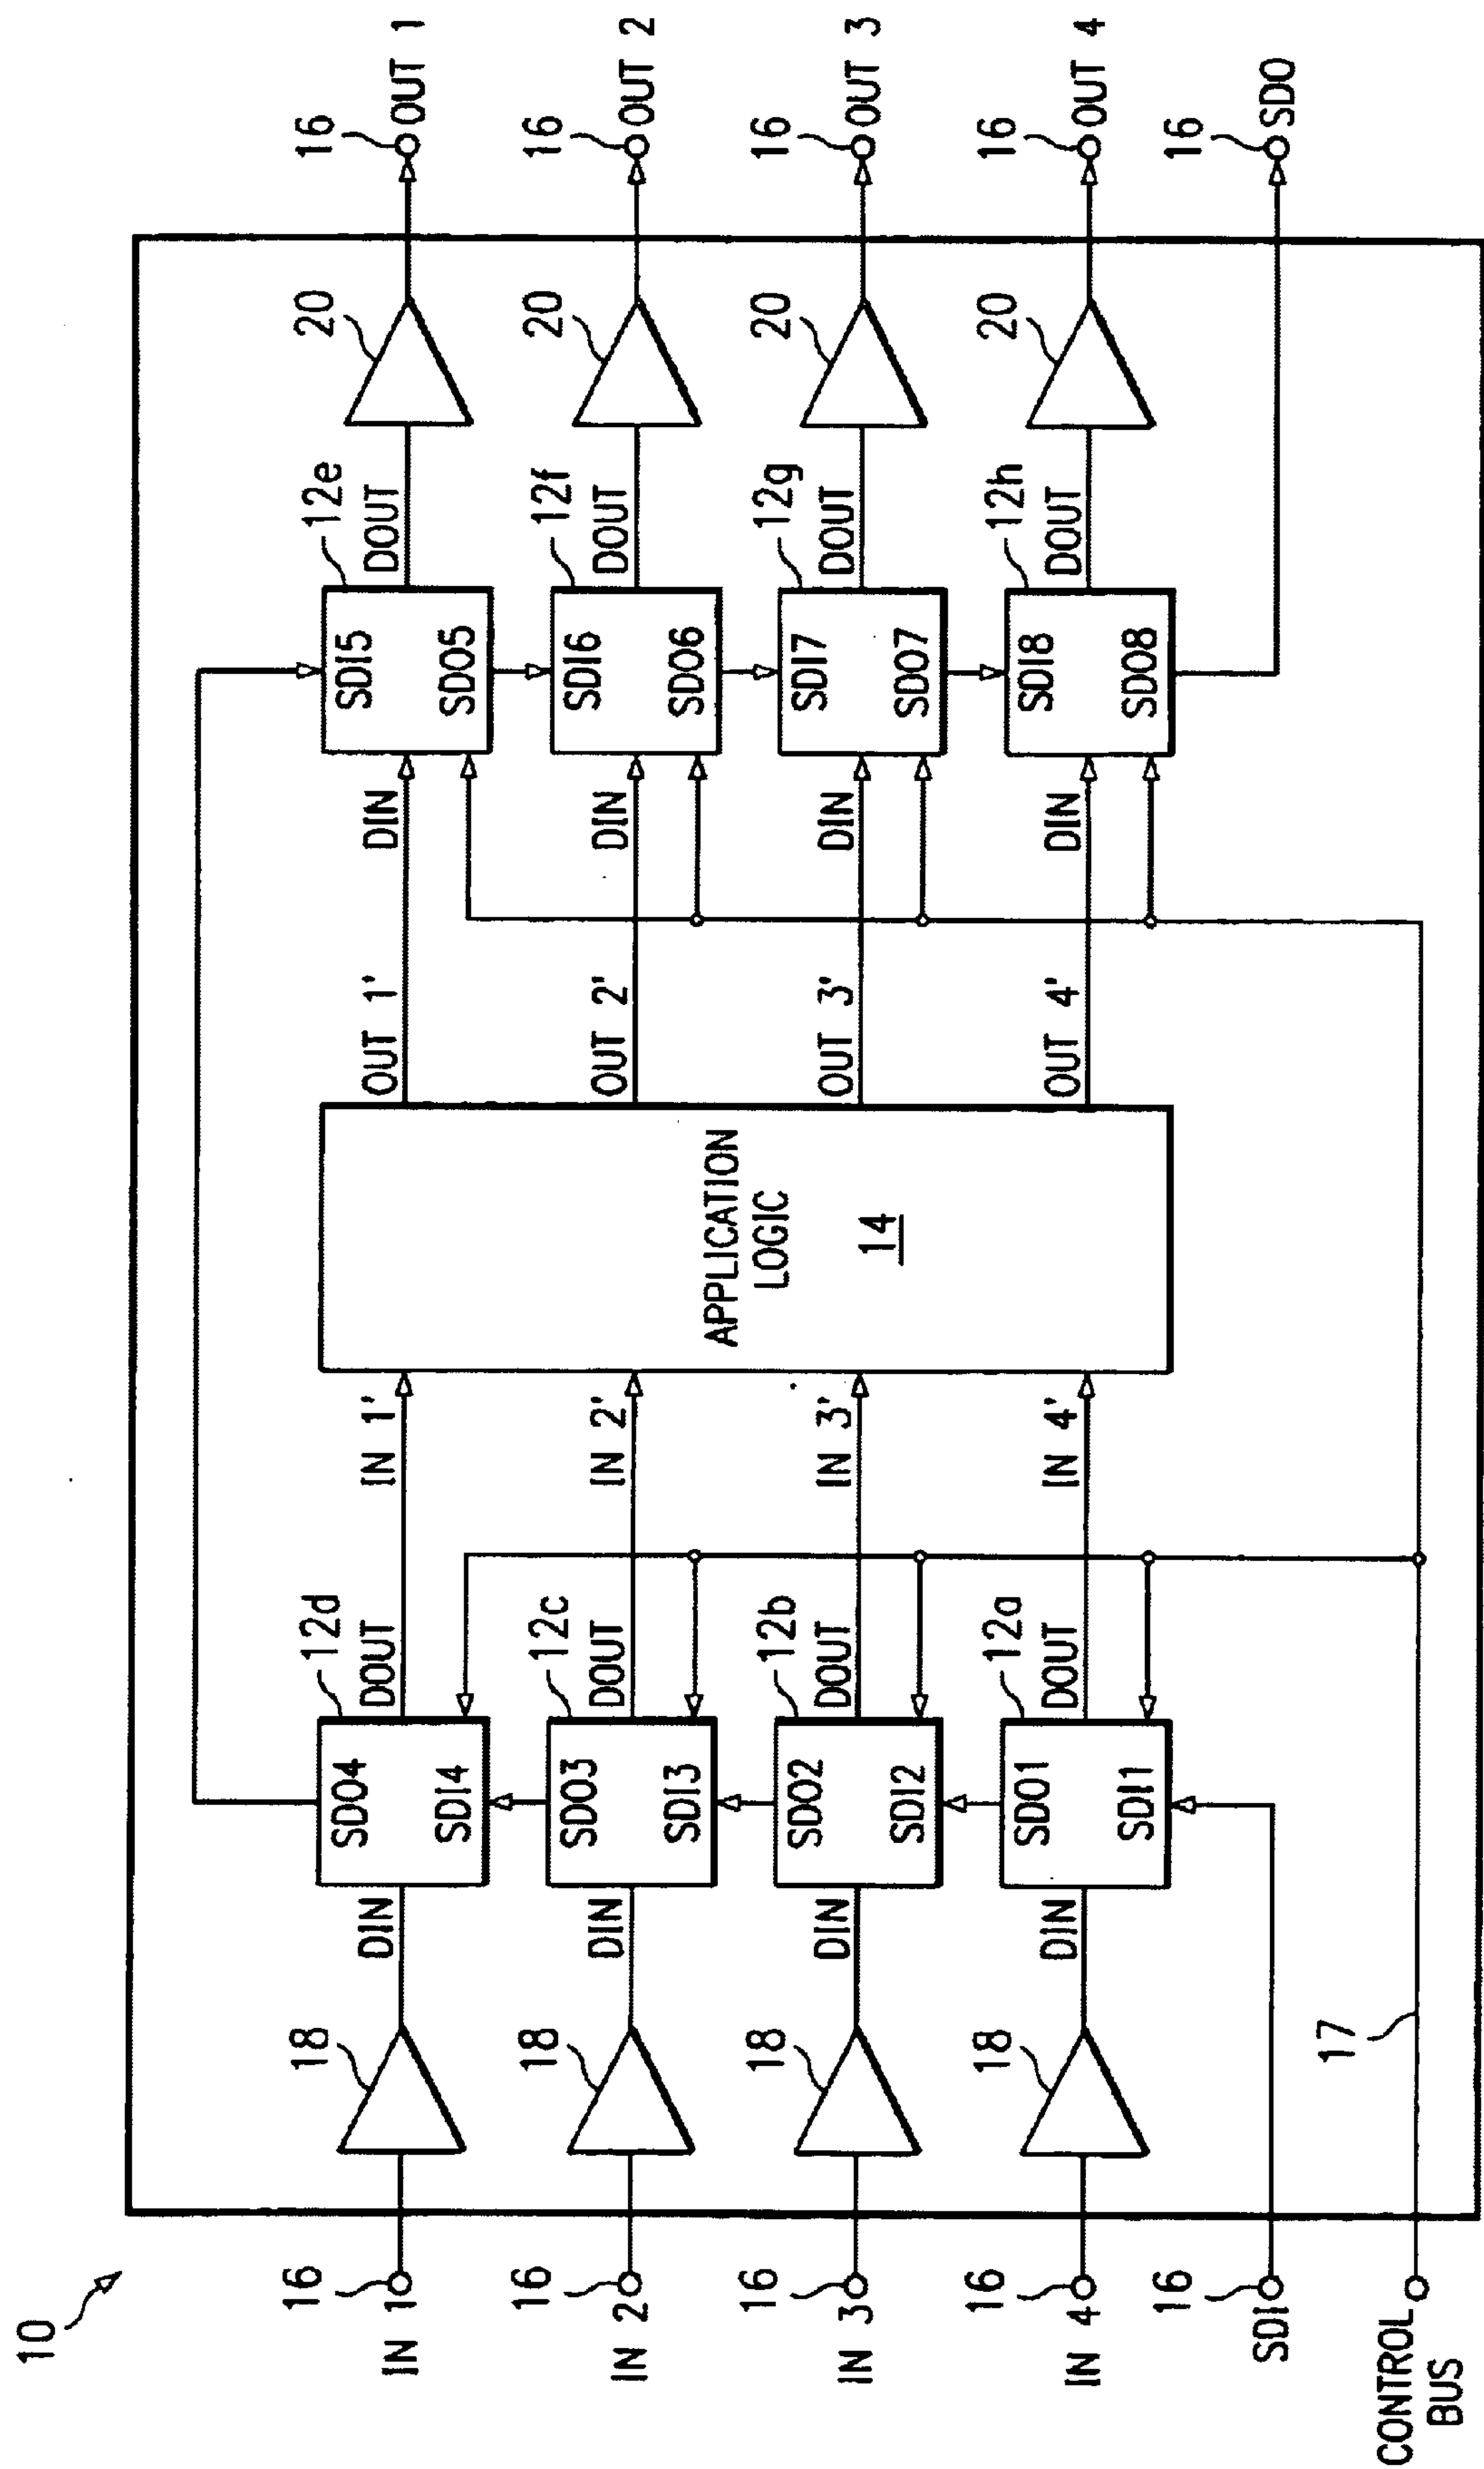 10
16 18 12d 12e 20 16
IN 1 DIN SDO4 DOUT IN 1' OUT 1' DIN SDI5 DOUT OUT 1
SDI4 SDO5
16 18 12c 12f 20 16
IN 2 DIN SDO3 DOUT IN 2' OUT 2' DIN SDI6 DOUT OUT 2
SDI3 SDO6
APPLICATION
LOGIC
14
16 18 12b 12g 20 16
IN 3 DIN SDO2 DOUT IN 3' OUT 3' DIN SDI7 DOUT OUT 3
SDI2 SDO7
16 18 12a 12h 20 16
IN 4 DIN SDO1 DOUT IN 4' OUT 4' DIN SDI8 DOUT OUT 4
SDI1 SDO8
16 16
SDI SDO
17
CONTROL
BUS